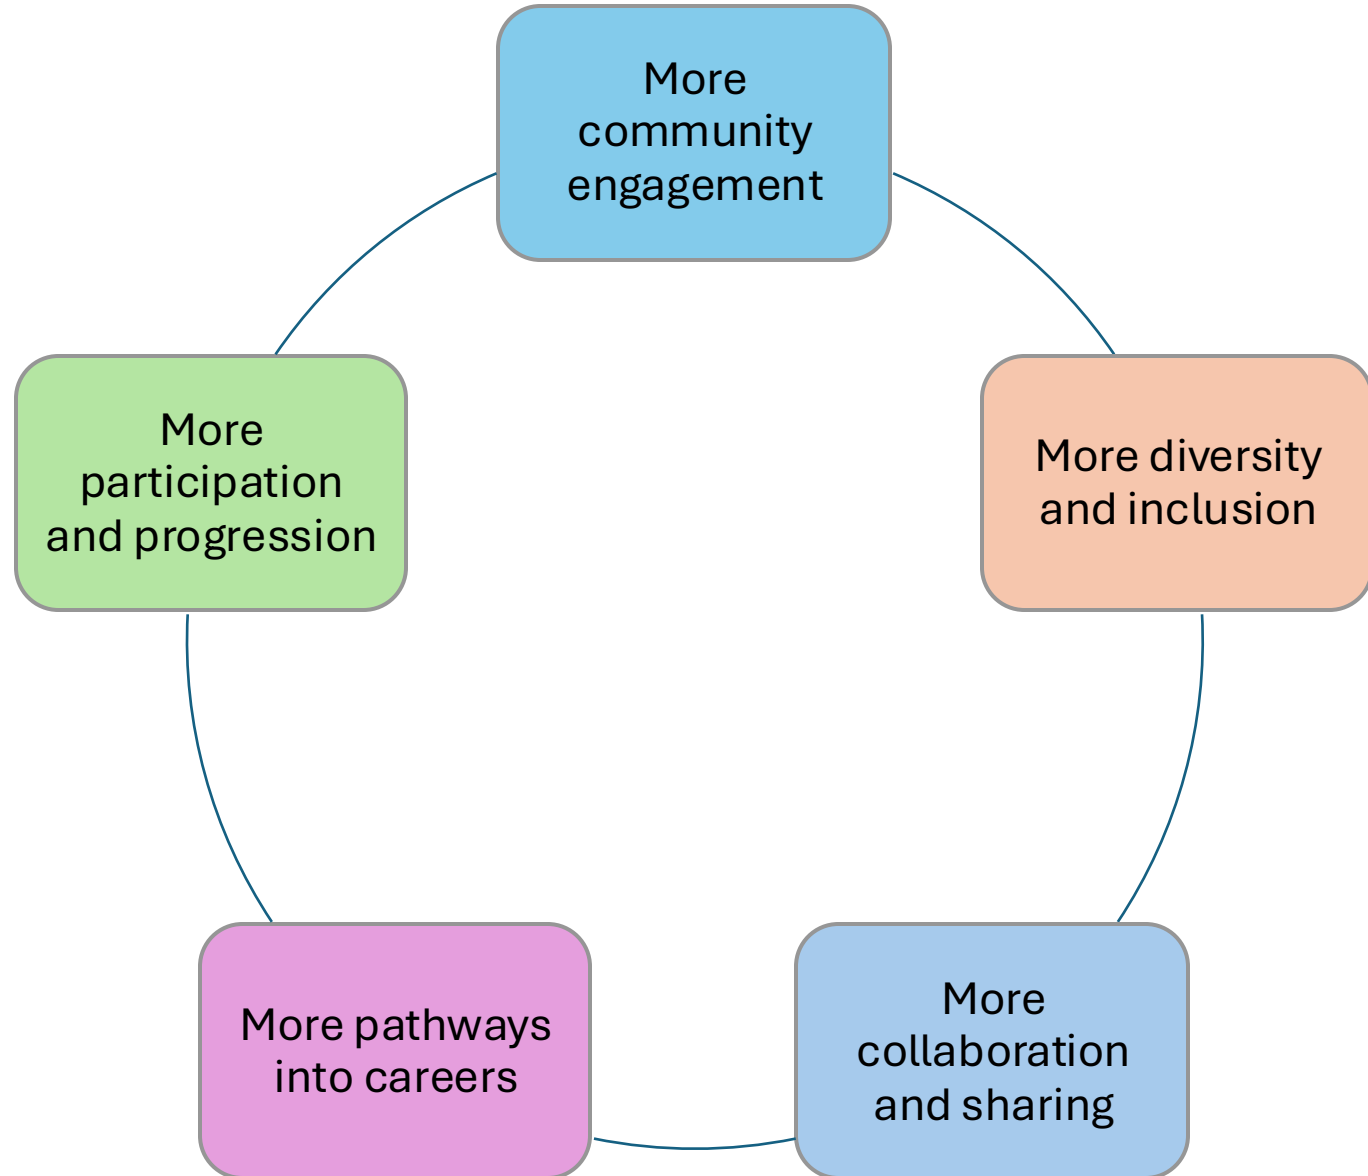 More
community
engagement
More diversity
and inclusion
More
collaboration
and sharing
More pathways
into careers
More
participation
and progression